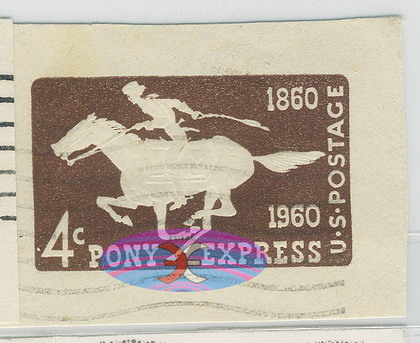 1860
U.S. POSTAGE
1960
4c
PONY EXPRESS